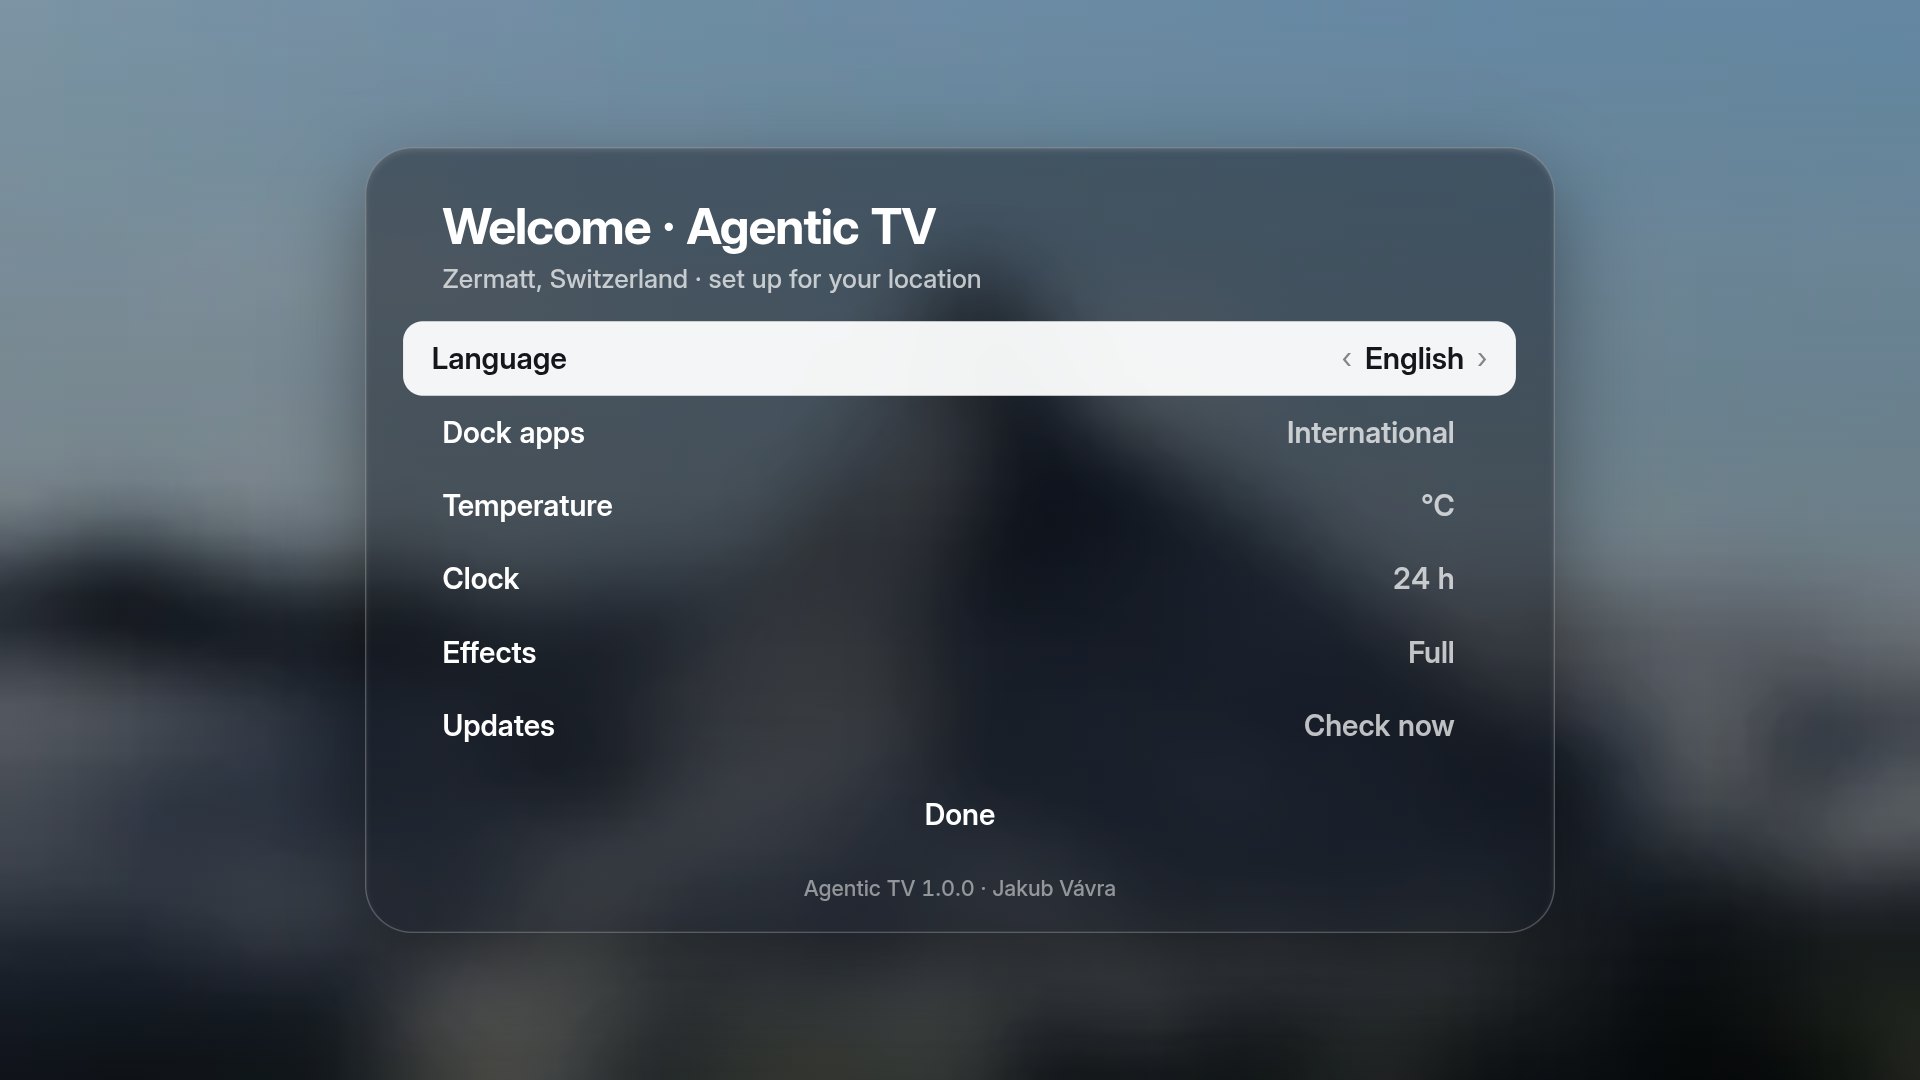 Welcome · Agentic TV
Zermatt, Switzerland · set up for your location
Language ‹ English ›
Dock apps International
Temperature °C
Clock 24 h
Effects Full
Updates Check now
Done
Agentic TV 1.0.0 · Jakub Vávra